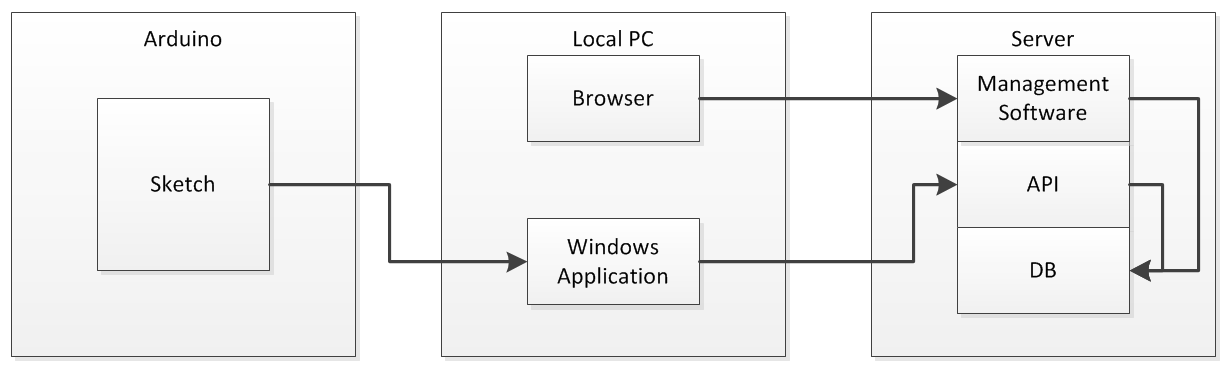 Arduino
Sketch
Local PC
Browser
Windows
Application
Server
Management
Software
API
DB